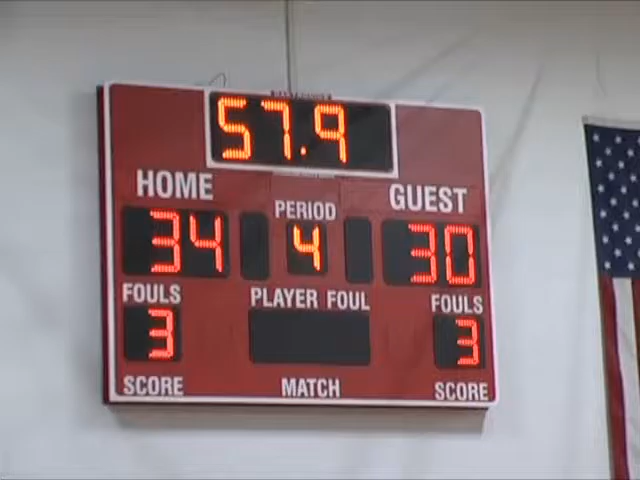 57.9
HOME GUEST
PERIOD
34 4 30
FOULS PLAYER FOUL FOULS
3 3
SCORE MATCH SCORE